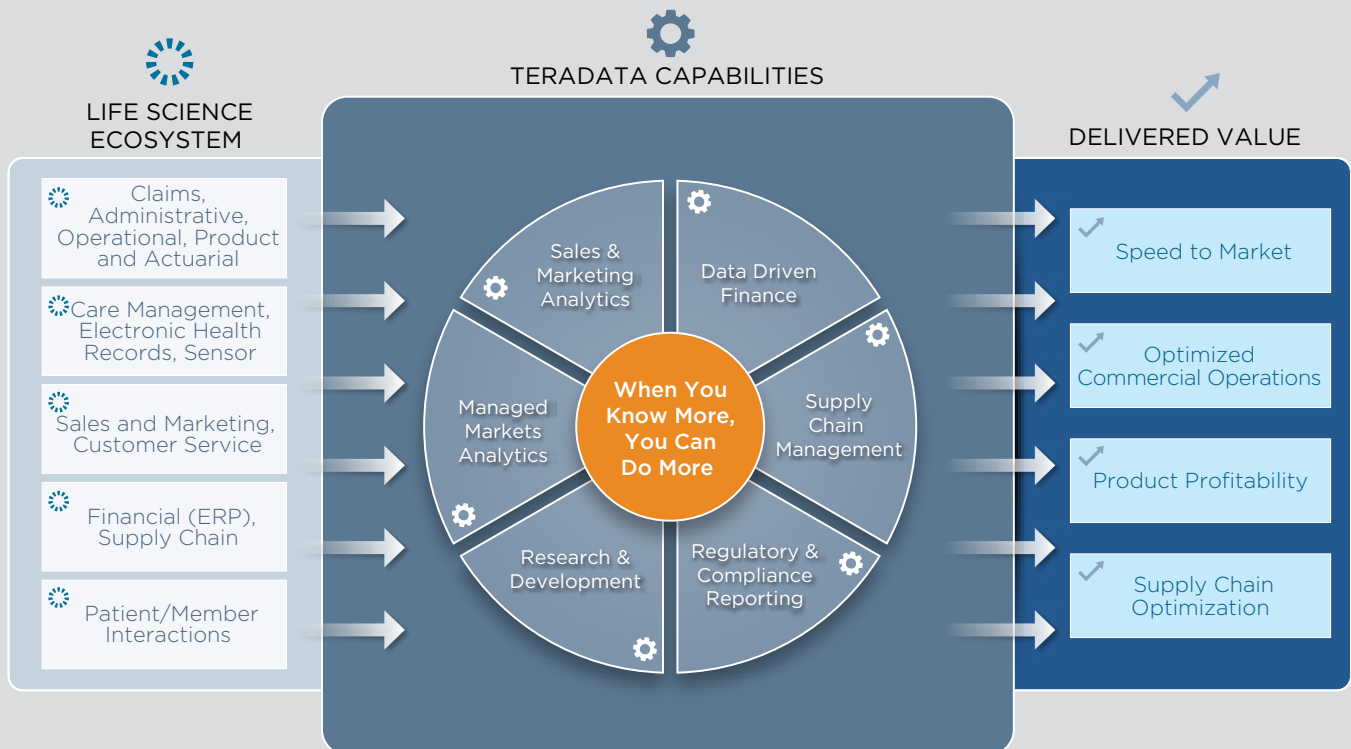 TERADATA CAPABILITIES
LIFE SCIENCE
ECOSYSTEM
DELIVERED VALUE
Claims,
Administrative,
Operational, Product
and Actuarial
Care Management,
Electronic Health
Records, Sensor
Sales and Marketing,
Customer Service
Financial (ERP),
Supply Chain
Patient/Member
Interactions
Sales &
Marketing
Analytics
Data Driven
Finance
Managed
Markets
Analytics
When You
Know More,
You Can
Do More
Supply
Chain
Management
Research &
Development
Regulatory &
Compliance
Reporting
Speed to Market
Optimized
Commercial Operations
Product Profitability
Supply Chain
Optimization